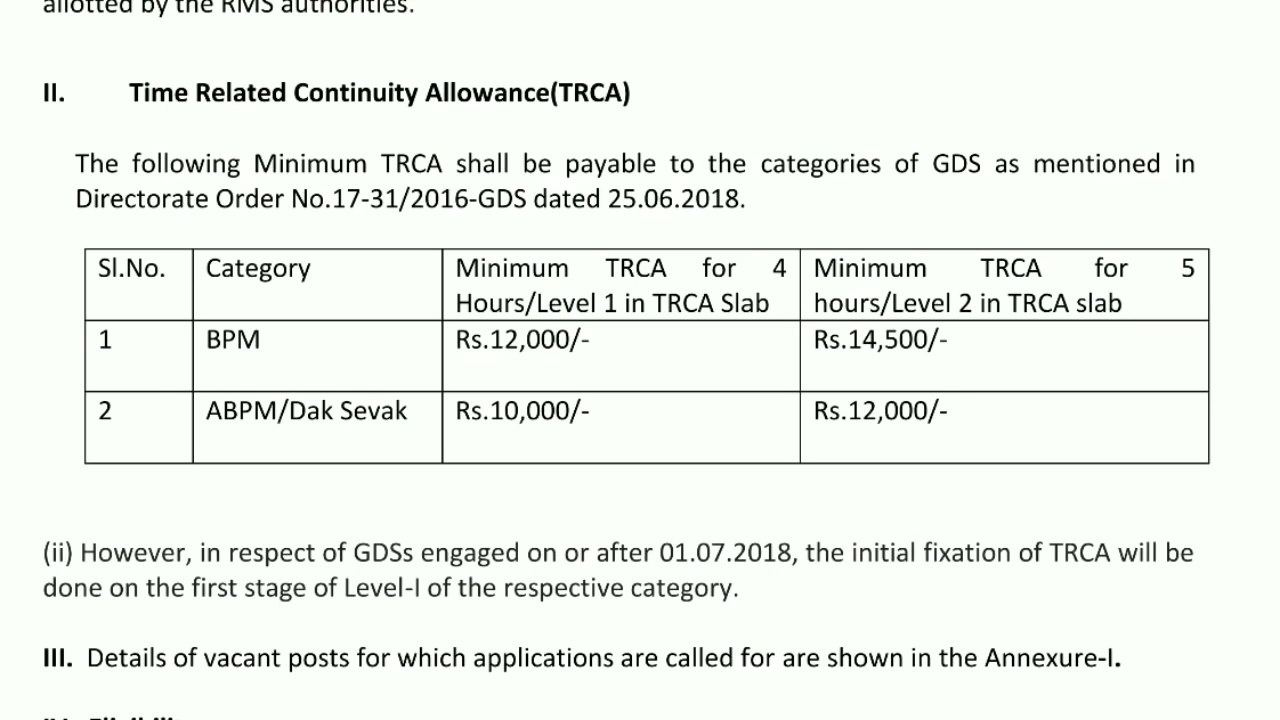 allotted by the RMS authorities.
II. Time Related Continuity Allowance(TRCA)
The following Minimum TRCA shall be payable to the categories of GDS as mentioned in
Directorate Order No.17-31/2016-GDS dated 25.06.2018.
Sl.No. Category Minimum TRCA for 4 Minimum TRCA for 5
Hours/Level 1 in TRCA Slab hours/Level 2 in TRCA slab
1 BPM Rs.12,000/- Rs.14,500/-
2 ABPM/Dak Sevak Rs.10,000/- Rs.12,000/-
(ii) However, in respect of GDSs engaged on or after 01.07.2018, the initial fixation of TRCA will be
done on the first stage of Level-I of the respective category.
III. Details of vacant posts for which applications are called for are shown in the Annexure-I.